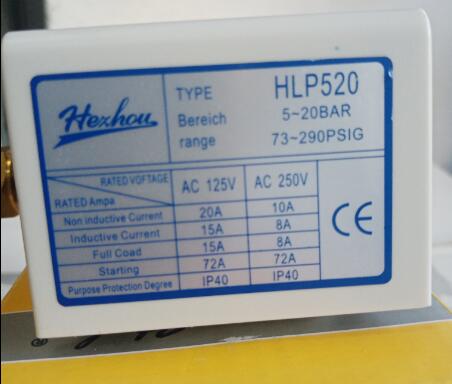 Hezhou
TYPE HLP520
Bereich 5~20BAR
range 73~290PSIG
RATED VOFTAGE AC 125V AC 250V
RATED Ampa
Non inductive Current 20A 10A
Inductive Current 15A 8A
Full Coad 15A 8A
Starting 72A 72A
Purpose Protection Degree IP40 IP40
CE
®